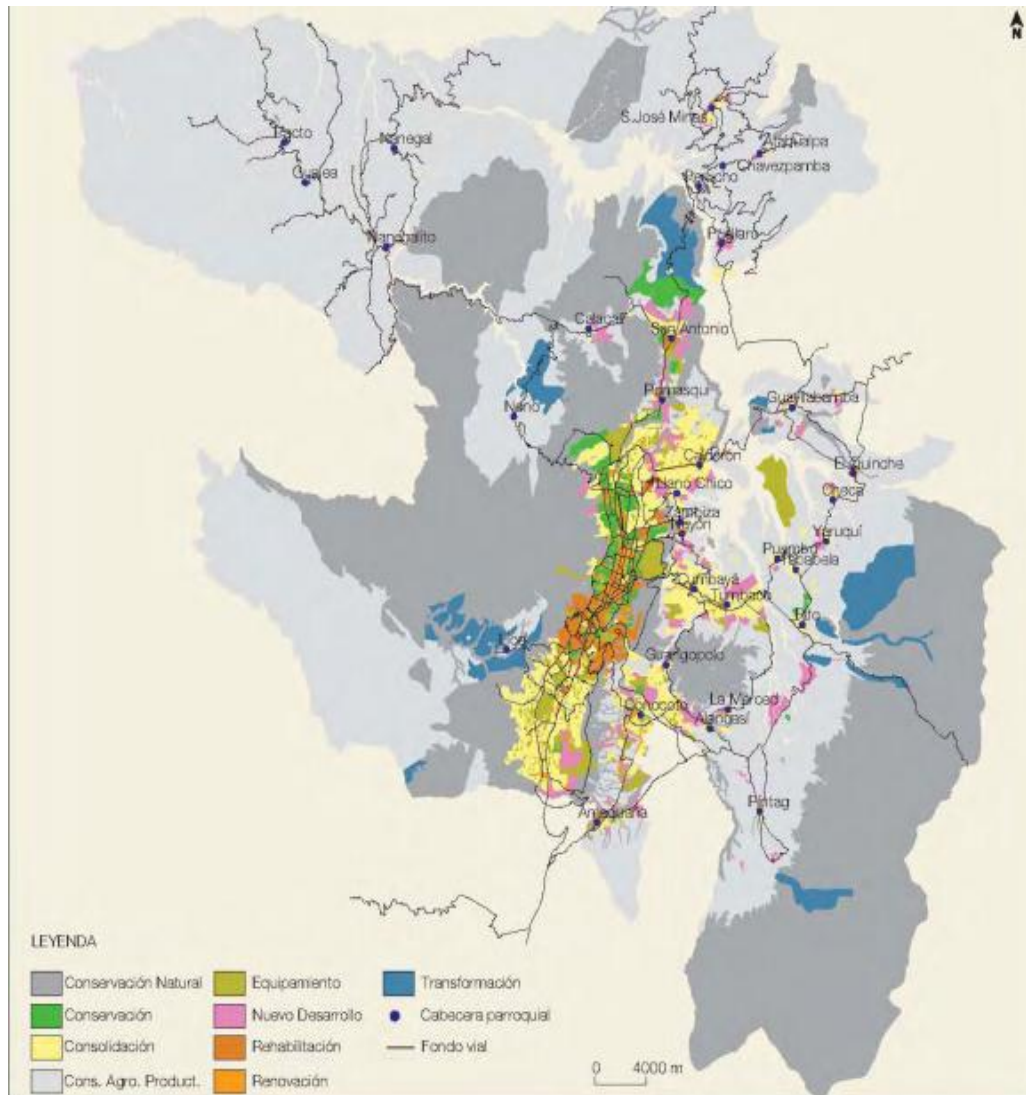 N
S.José Minas
Atahualpa
Chavezpamba
Pacto
Nanegal
Perucho
Gualea
Puéllaro
Nanegalito
Calacalí
San Antonio
Pomasqui
Guayllabamba
Nono
Calderón
El Quinche
Llano Chico
Checa
Zámbiza
Nayón
Yaruquí
Puembo
Tababela
Cumbayá
Tumbaco
Pifo
Lloa
Guangopolo
La Merced
Conocoto
Alangasí
Pintag
Amaguaña
LEYENDA
Conservación Natural
Equipamiento
Transformación
Conservación
Nuevo Desarrollo
Cabecera parroquial
Consolidación
Rehabilitación
Fondo vial
Cons. Agro. Product.
Renovación
0 4000 m